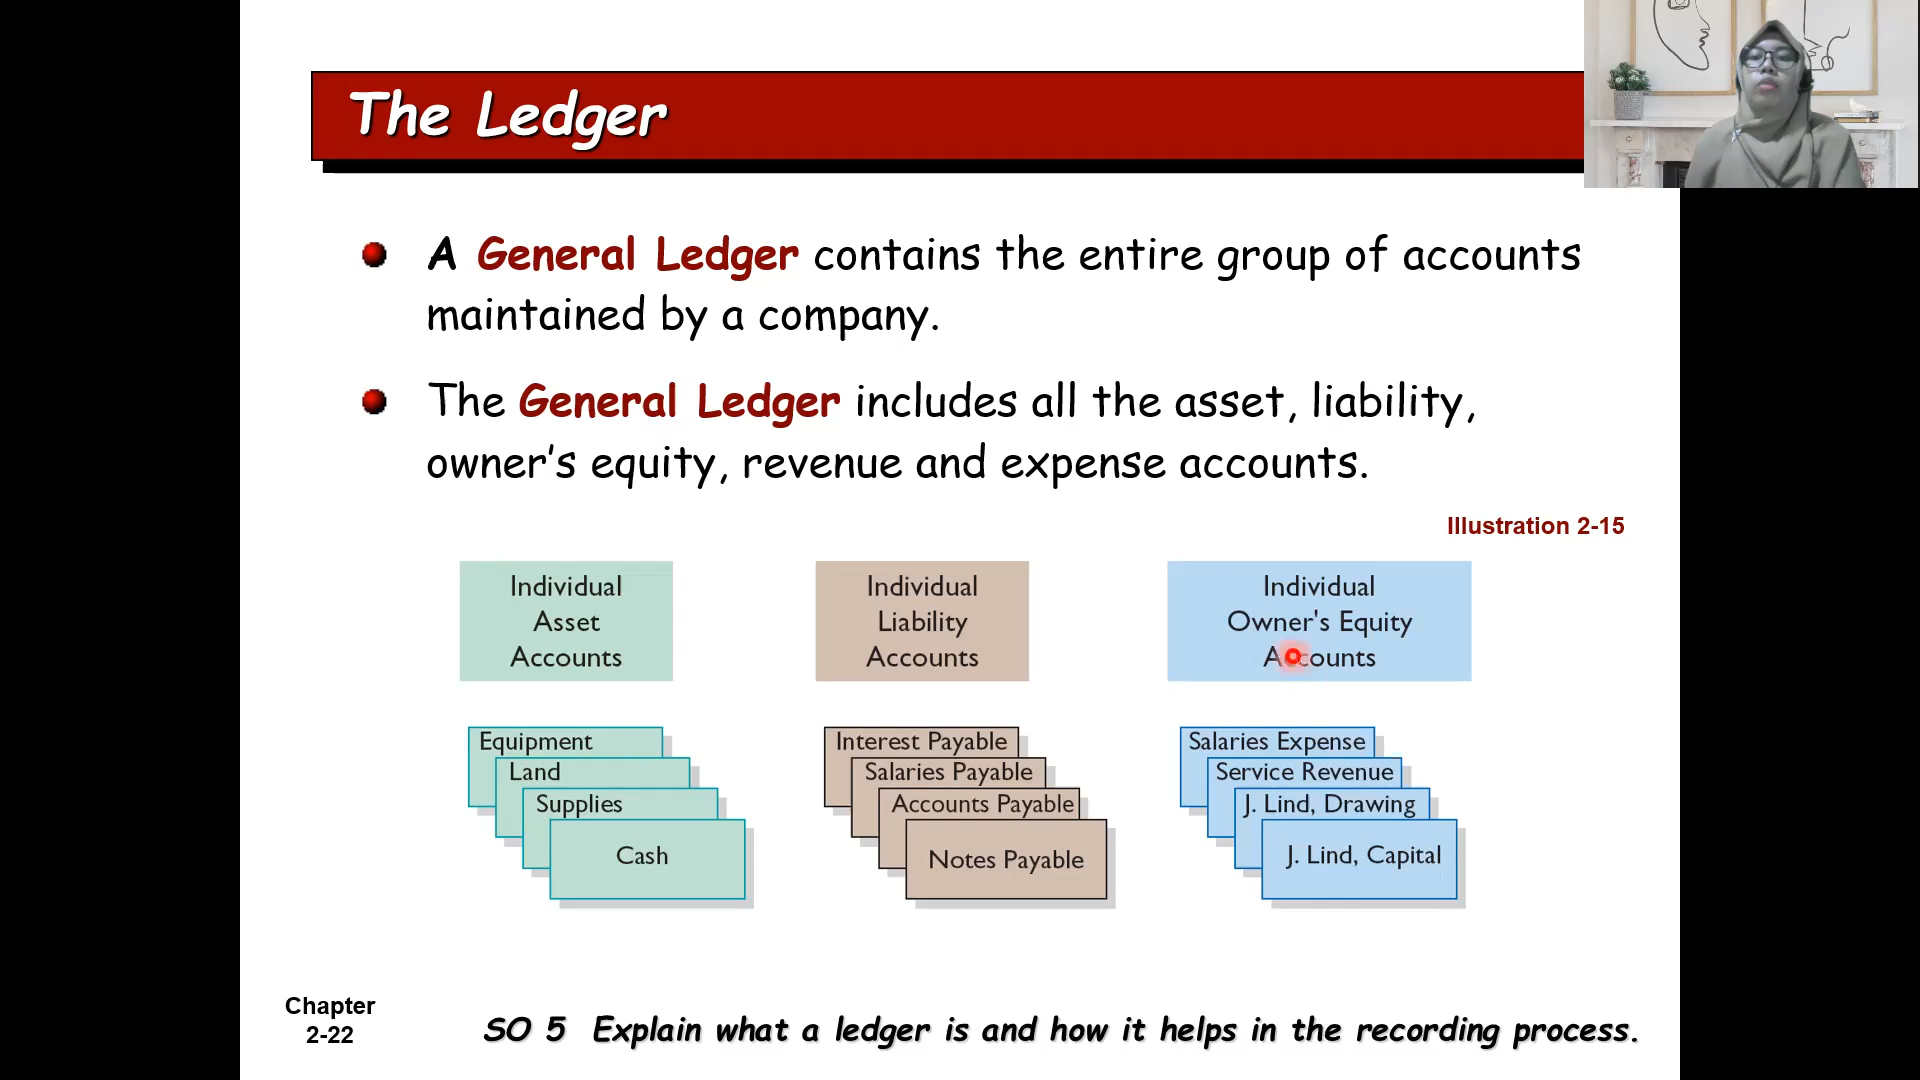 The Ledger
A General Ledger contains the entire group of accounts
maintained by a company.
The General Ledger includes all the asset, liability,
owner's equity, revenue and expense accounts.
Illustration 2-15
Individual
Asset
Accounts
Individual
Liability
Accounts
Individual
Owner's Equity
Accounts
Equipment
Land
Supplies
Cash
Interest Payable
Salaries Payable
Accounts Payable
Notes Payable
Salaries Expense
Service Revenue
J. Lind, Drawing
J. Lind, Capital
Chapter
2-22
SO 5 Explain what a ledger is and how it helps in the recording process.